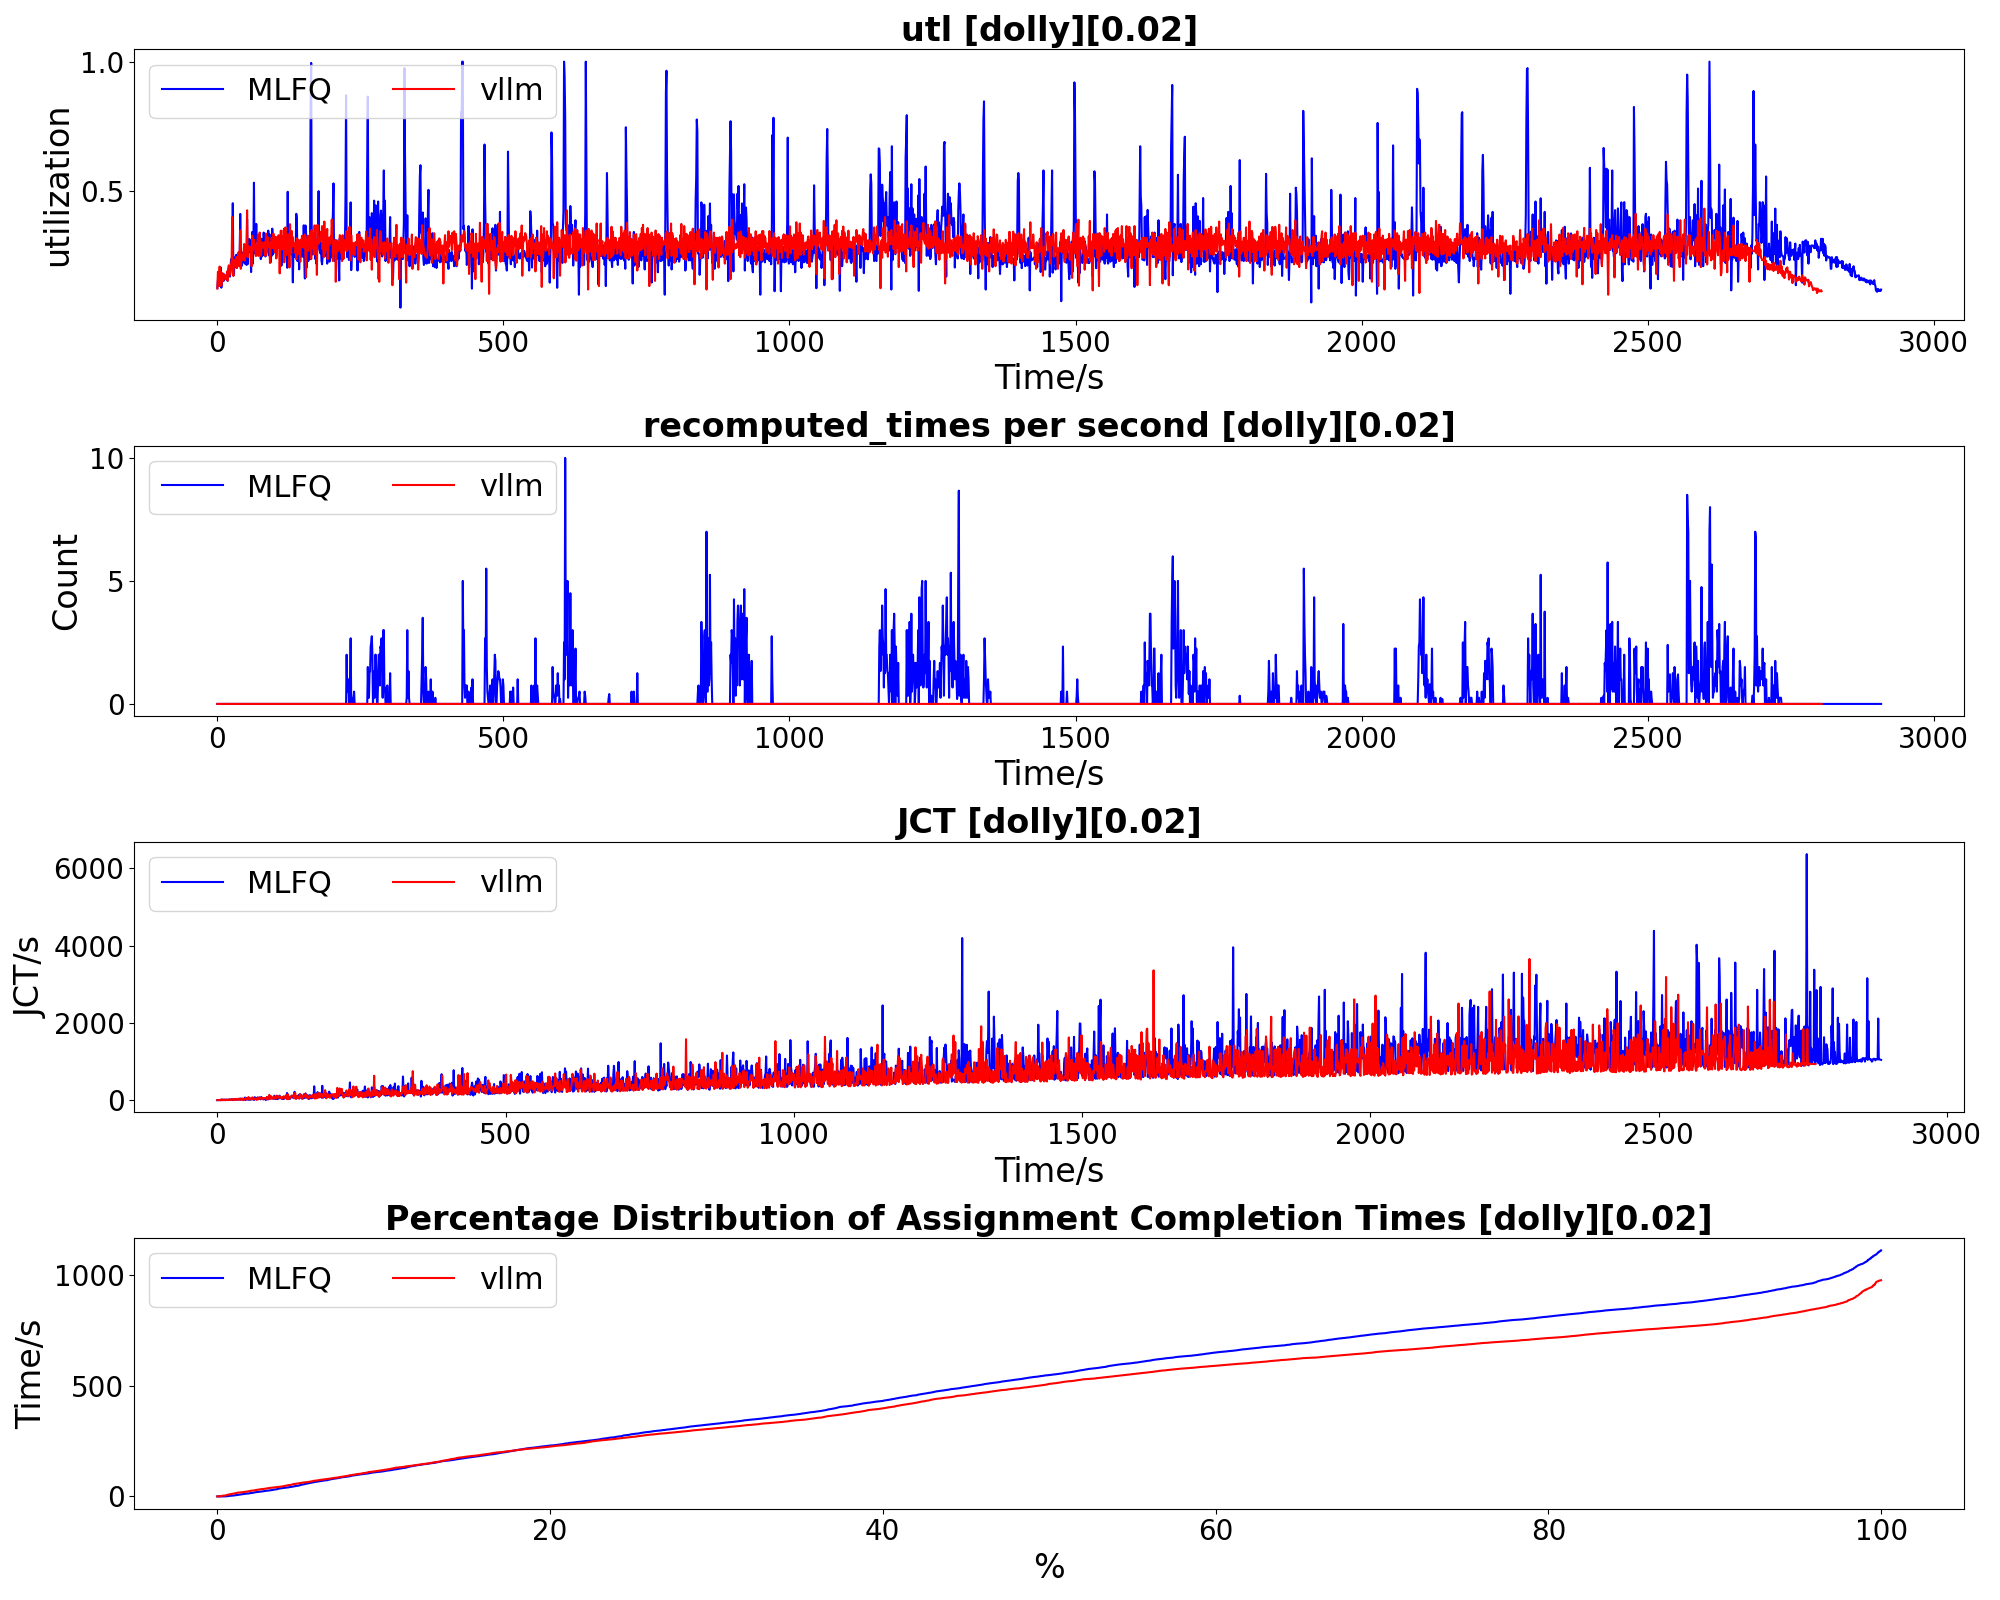 utl [dolly][0.02]
MLFQ vllm
utilization
1.0
0.5
0 500 1000 1500 2000 2500 3000
Time/s
recomputed_times per second [dolly][0.02]
MLFQ vllm
Count
10
5
0
0 500 1000 1500 2000 2500 3000
Time/s
JCT [dolly][0.02]
MLFQ vllm
JCT/s
6000
4000
2000
0
0 500 1000 1500 2000 2500 3000
Time/s
Percentage Distribution of Assignment Completion Times [dolly][0.02]
MLFQ vllm
Time/s
1000
500
0
0 20 40 60 80 100
%